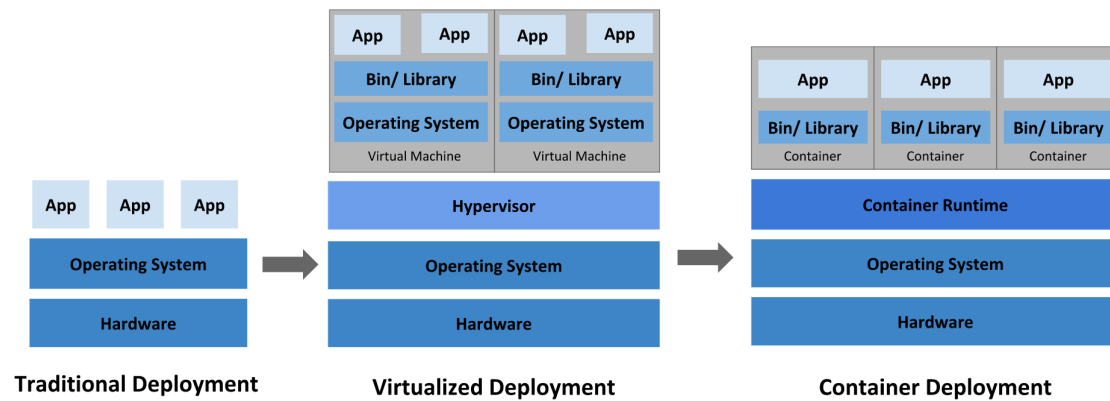 App App App
Operating System
Hardware
Traditional Deployment
App App App App
Bin/ Library Bin/ Library
Operating System Operating System
Virtual Machine Virtual Machine
Hypervisor
Operating System
Hardware
Virtualized Deployment
App App App
Bin/ Library Bin/ Library Bin/ Library
Container Container Container
Container Runtime
Operating System
Hardware
Container Deployment